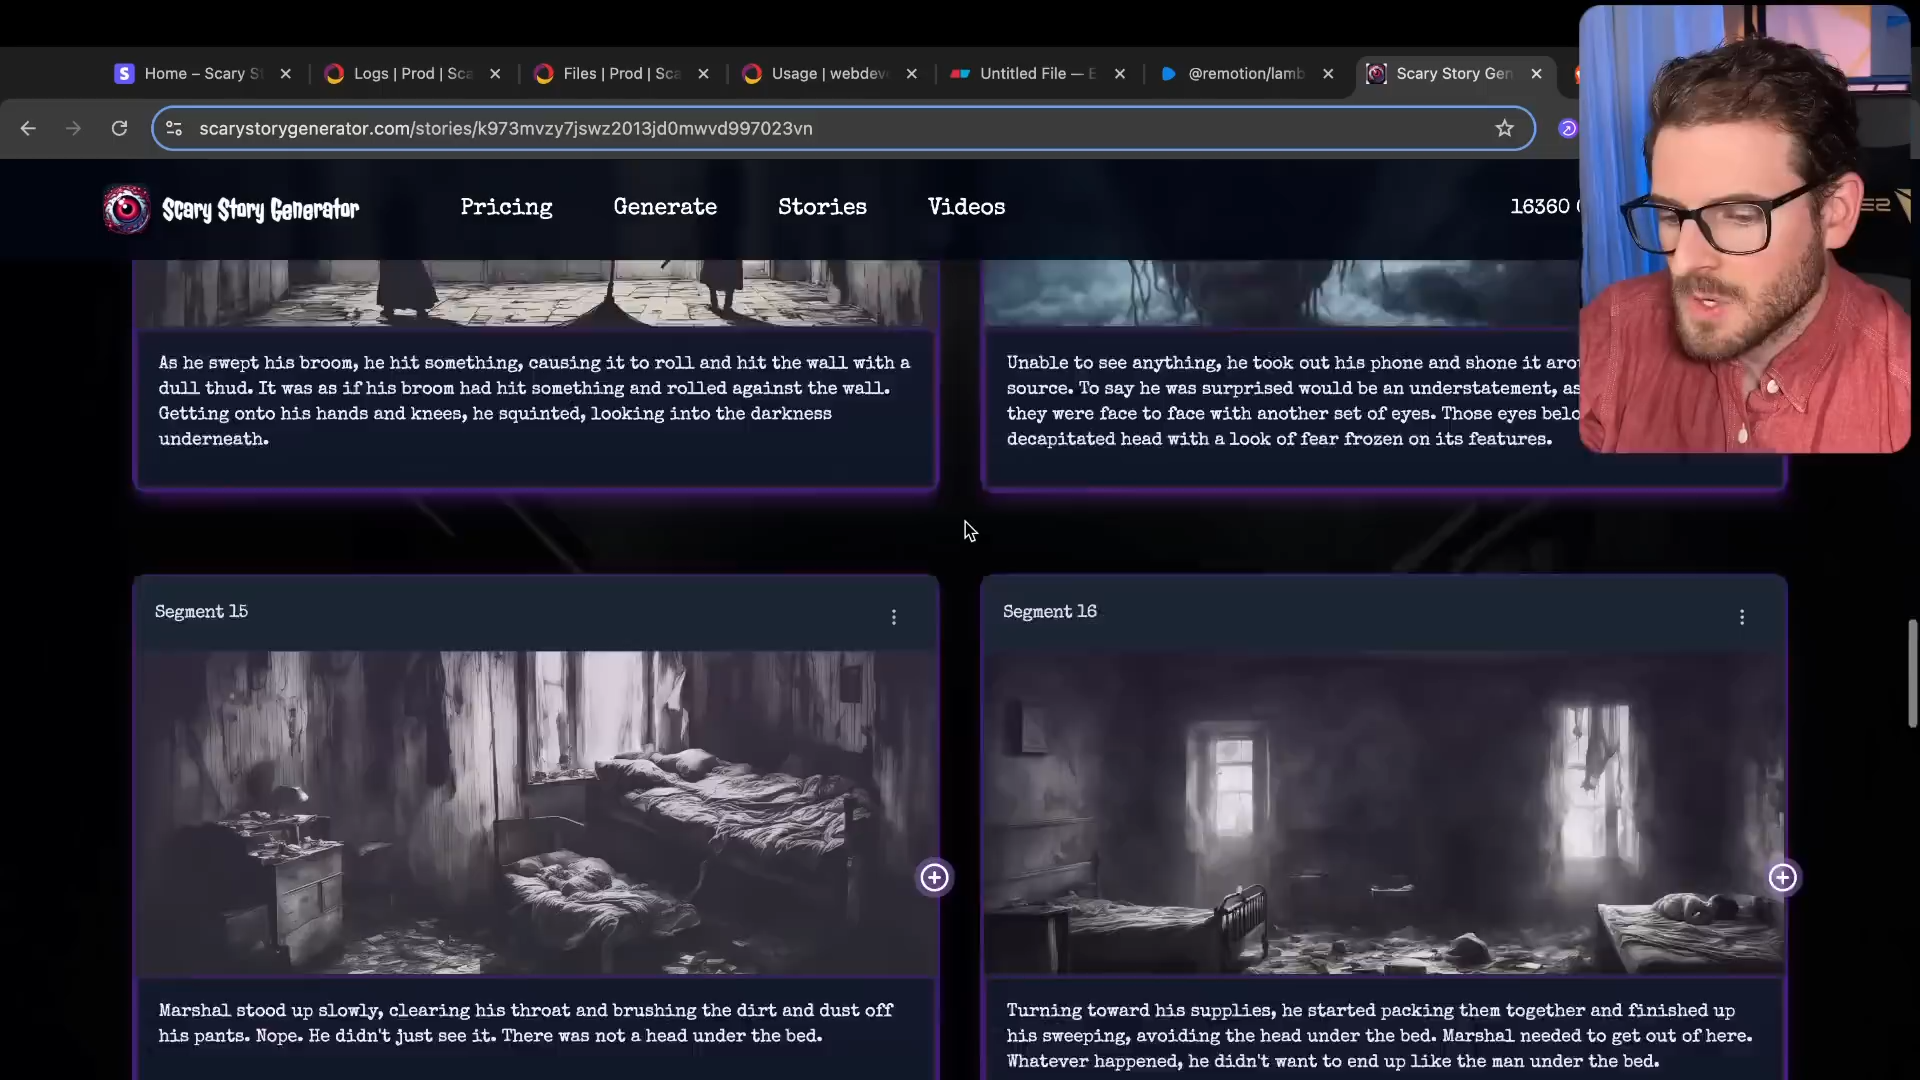 Home – Scary S
Logs | Prod | Sca
Files | Prod | Sca
Usage | webdev
Untitled File — E
@remotion/lamb
Scary Story Gen
scarystorygenerator.com/stories/k973mvzy7jswz2013jd0mwvd997023vn
Scary Story Generator
Pricing
Generate
Stories
Videos
16360
As he swept his broom, he hit something, causing it to roll and hit the wall with a
dull thud. It was as if his broom had hit something and rolled against the wall.
Getting onto his hands and knees, he squinted, looking into the darkness
underneath.
Unable to see anything, he took out his phone and shone it
source. To say he was surprised would be an understatement, as
they were face to face with another set of eyes. Those eyes
decapitated head with a look of fear frozen on its features.
Segment 15
Segment 16
Marshal stood up slowly, clearing his throat and brushing the dirt and dust off
his pants. Nope. He didn't just see it. There was not a head under the bed.
Turning toward his supplies, he started packing them together and finished up
his sweeping, avoiding the head under the bed. Marshal needed to get out of here.
Whatever happened, he didn't want to end up like the man under the bed.